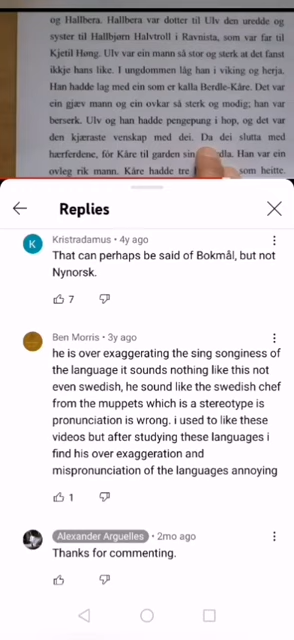 og Hallbera. Hallbera var dotter til Ulv den uredde og
syster til Hallbjørn Halvtroll i Ravnista, som var far til
Kjetil Høng. Ulv var ein mann så stor og sterk at det fanst
ikkje hans like. I ungdommen låg han i viking og herja.
Han hadde lag med ein som er kalla Berdle-Kåre. Det var
ein gjæv mann og ein ovkar så sterk og modig; han var
berserk. Ulv og han hadde pengepung i hop, og det var
den kjæraste venskap med dei. Da dei slutta med
hærferdene, fór Kåre til garden sin dla. Han var ein
ovleg rik mann. Kåre hadde tre som heitte.
Replies
K
Kristradamus • 4y ago
That can perhaps be said of Bokmål, but not
Nynorsk.
7
Ben Morris • 3y ago
he is over exaggerating the sing songiness of
the language it sounds nothing like this not
even swedish, he sound like the swedish chef
from the muppets which is a stereotype is
pronunciation is wrong. i used to like these
videos but after studying these languages i
find his over exaggeration and
mispronunciation of the languages annoying
1
Alexander Arguelles • 2mo ago
Thanks for commenting.